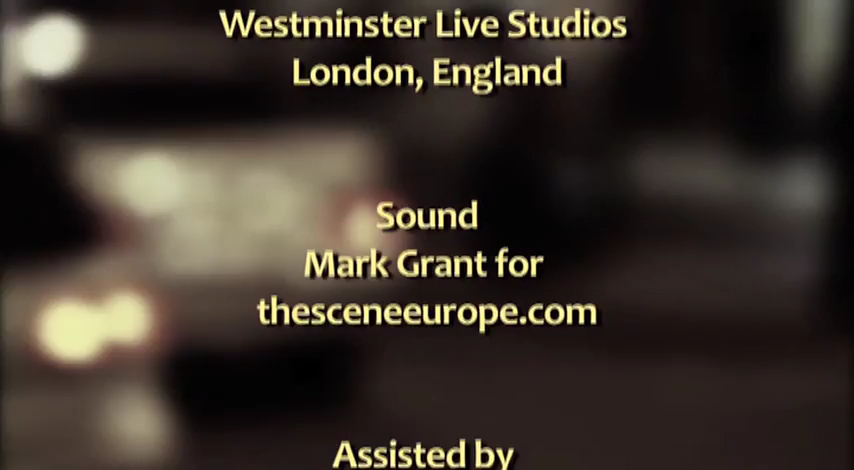 Westminster Live Studios
London, England
Sound
Mark Grant for
thesceneeurope.com
Assisted by